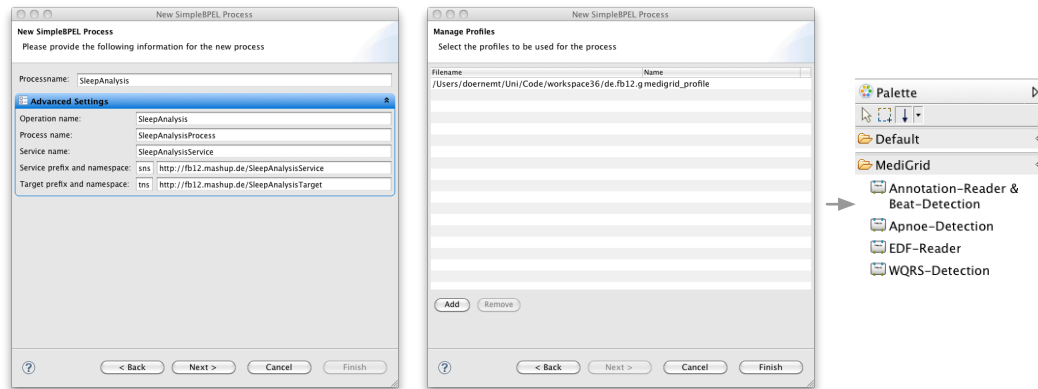 New SimpleBPEL Process
New SimpleBPEL Process
Please provide the following information for the new process
Processname: SleepAnalysis
Advanced Settings
Operation name: SleepAnalysis
Process name: SleepAnalysisProcess
Service name: SleepAnalysisService
Service prefix and namespace: sns http://fb12.mashup.de/SleepAnalysisService
Target prefix and namespace: tns http://fb12.mashup.de/SleepAnalysisTarget
? < Back Next > Cancel Finish
New SimpleBPEL Process
Manage Profiles
Select the profiles to be used for the process
Filename Name
/Users/doernemt/Uni/Code/workspace36/de.fb12.g medigrid_profile
Add Remove
? < Back Next > Cancel Finish
Palette
Default
MediGrid
Annotation-Reader &
Beat-Detection
Apnoe-Detection
EDF-Reader
WQRS-Detection